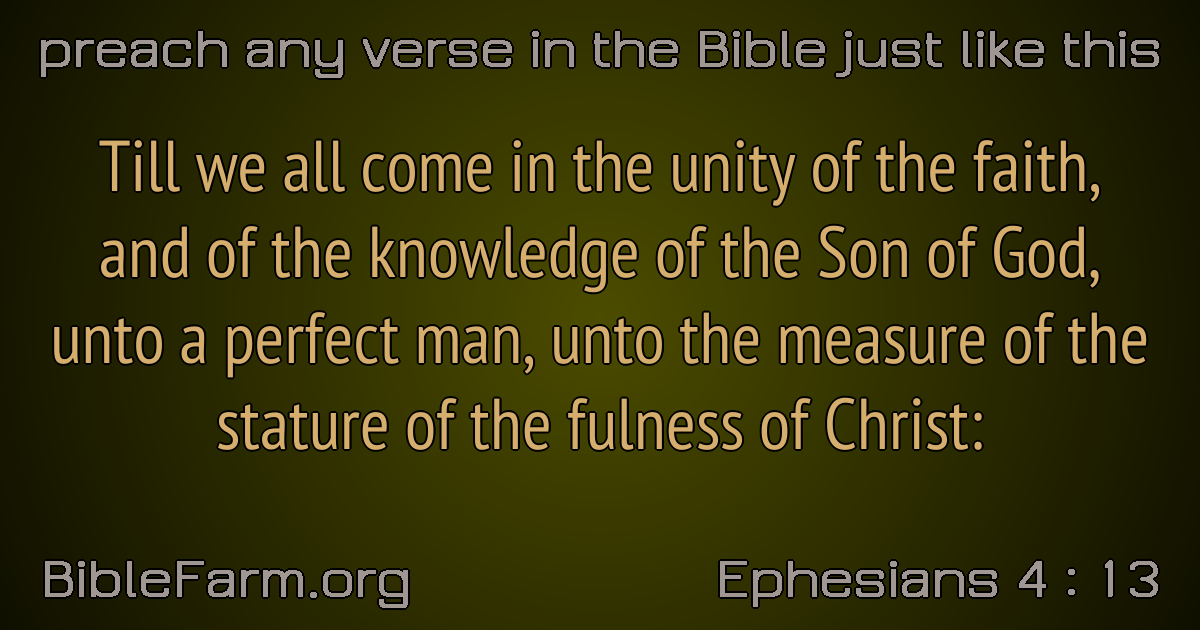 preach any verse in the Bible just like this
Till we all come in the unity of the faith,
and of the knowledge of the Son of God,
unto a perfect man, unto the measure of the
stature of the fulness of Christ:
BibleFarm.org
Ephesians 4 : 13